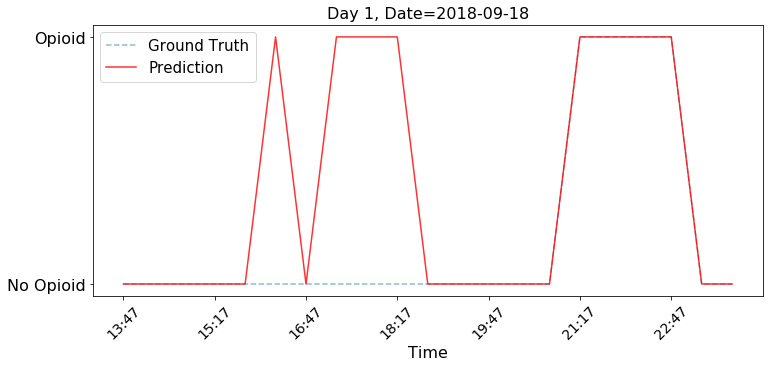 Day 1, Date=2018-09-18
Opioid
No Opioid
Ground Truth
Prediction
13:47
15:17
16:47
18:17
19:47
21:17
22:47
Time